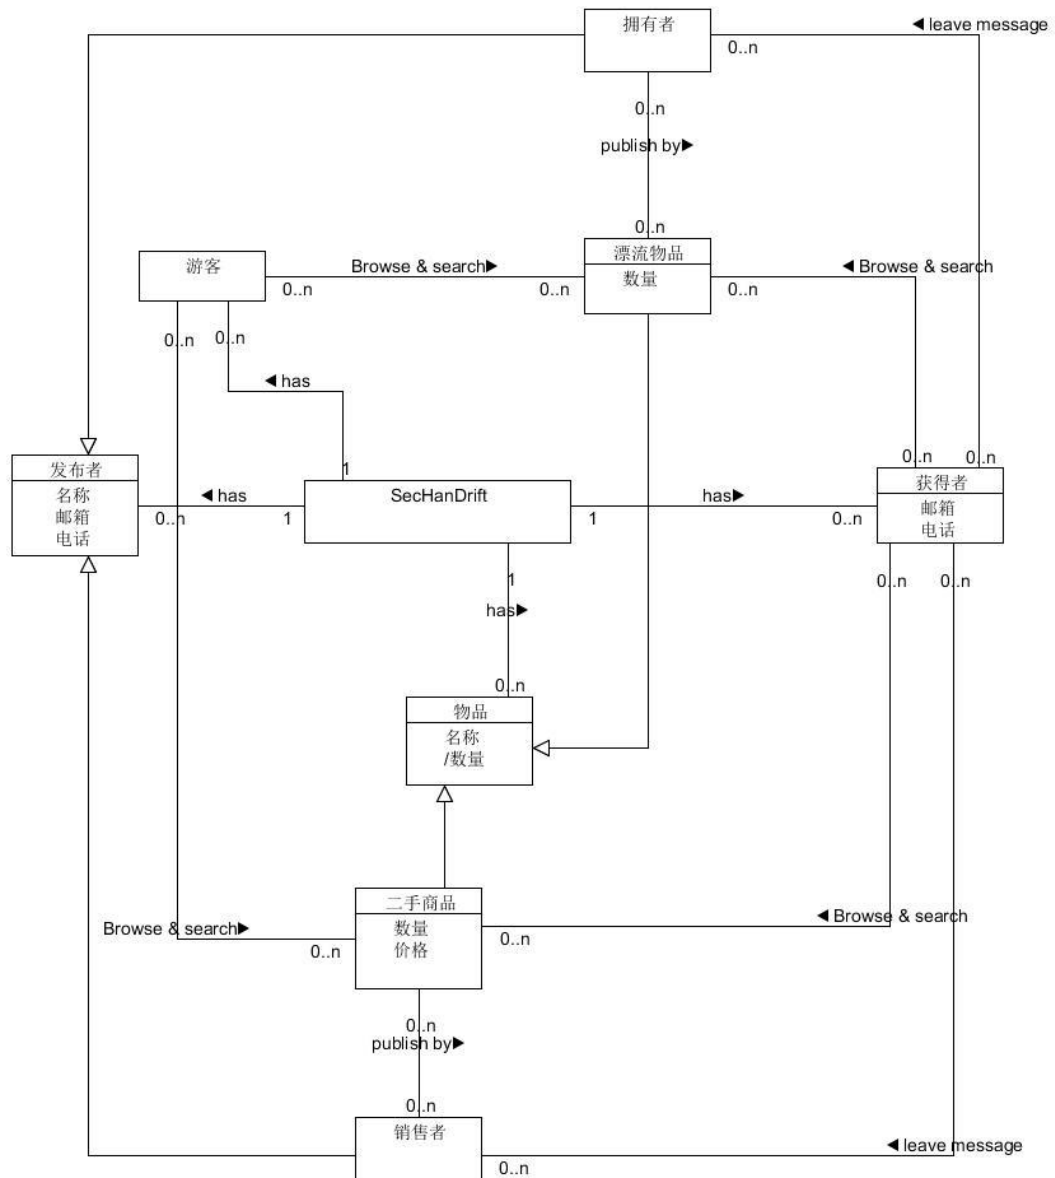 拥有者
◀ leave message
0..n
0..n
publish by▶
0..n
游客
漂流物品
数量
Browse & search▶
◀ Browse & search
0..n
0..n
0..n
0..n
0..n
◀ has
1
0..n
0..n
发布者
名称
邮箱
电话
◀ has
SecHanDrift
has▶
获得者
邮箱
电话
0..n
1
1
0..n
1
has▶
0..n
0..n
0..n
物品
名称
/数量
二手商品
数量
价格
Browse & search▶
◀ Browse & search
0..n
0..n
0..n
publish by▶
0..n
销售者
◀ leave message
0..n